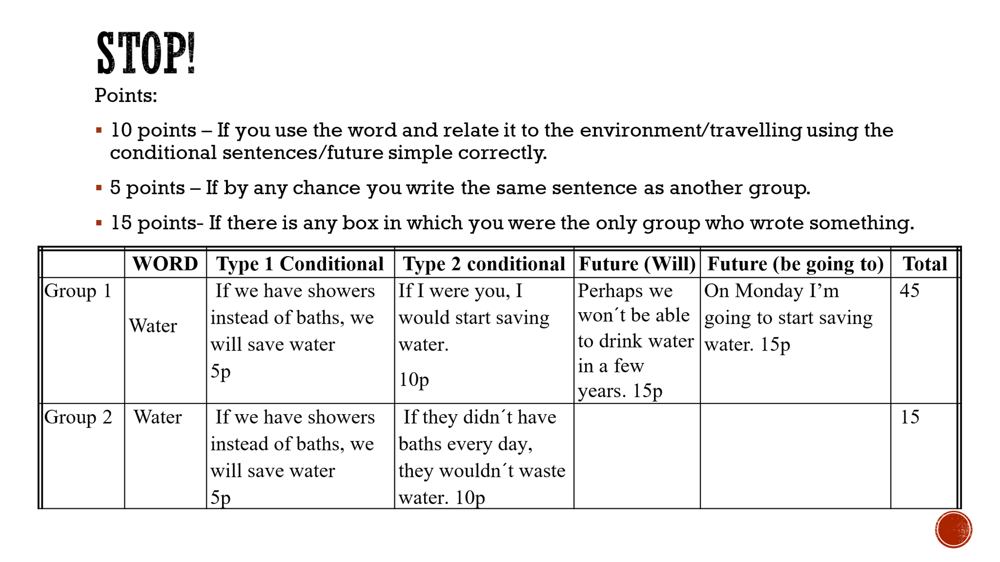 STOP!
Points:
▪ 10 points – If you use the word and relate it to the environment/travelling using the
conditional sentences/future simple correctly.
▪ 5 points – If by any chance you write the same sentence as another group.
▪ 15 points- If there is any box in which you were the only group who wrote something.
WORD Type 1 Conditional Type 2 conditional Future (Will) Future (be going to) Total
Group 1
Water
If we have showers
instead of baths, we
will save water
5p
If I were you, I
would start saving
water.
10p
Perhaps we
won´t be able
to drink water
in a few
years. 15p
On Monday I’m
going to start saving
water. 15p
45
Group 2
Water
If we have showers
instead of baths, we
will save water
5p
If they didn´t have
baths every day,
they wouldn´t waste
water. 10p
15